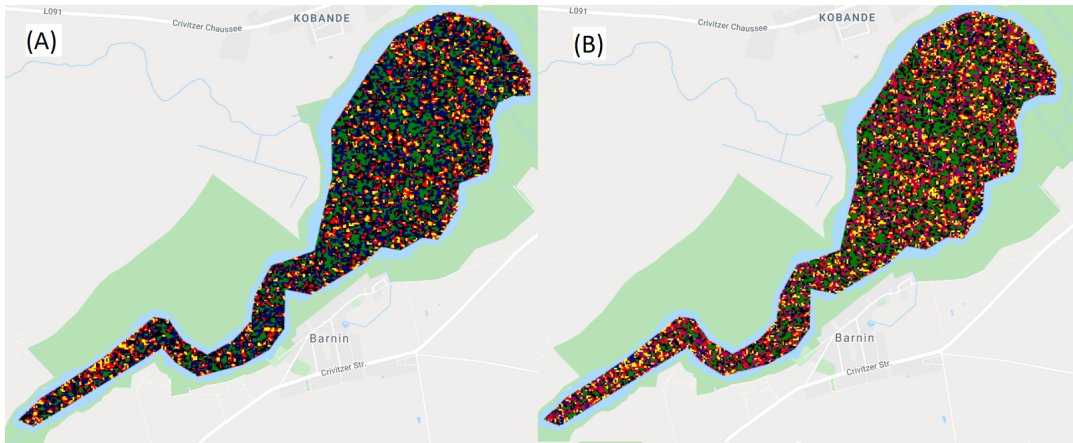 L091
Crivitzer Chaussee
KOBANDE
(A)
Barnin
Crivitzer Str.
L091
Crivitzer Chaussee
KOBANDE
(B)
Barnin
Crivitzer Str.